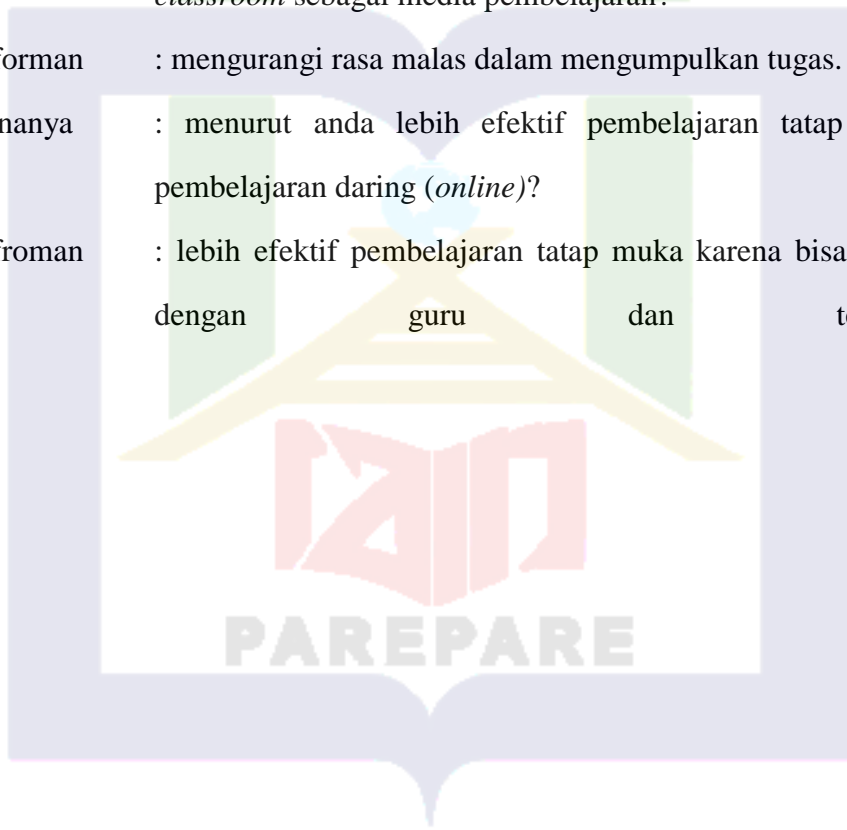 classroom sebagai media pembelajaran?
forman : mengurangi rasa malas dalam mengumpulkan tugas.
nanya : menurut anda lebih efektif pembelajaran tatap
pembelajaran daring (online)?
froman : lebih efektif pembelajaran tatap muka karena bisa
dengan guru dan
PAREPARE